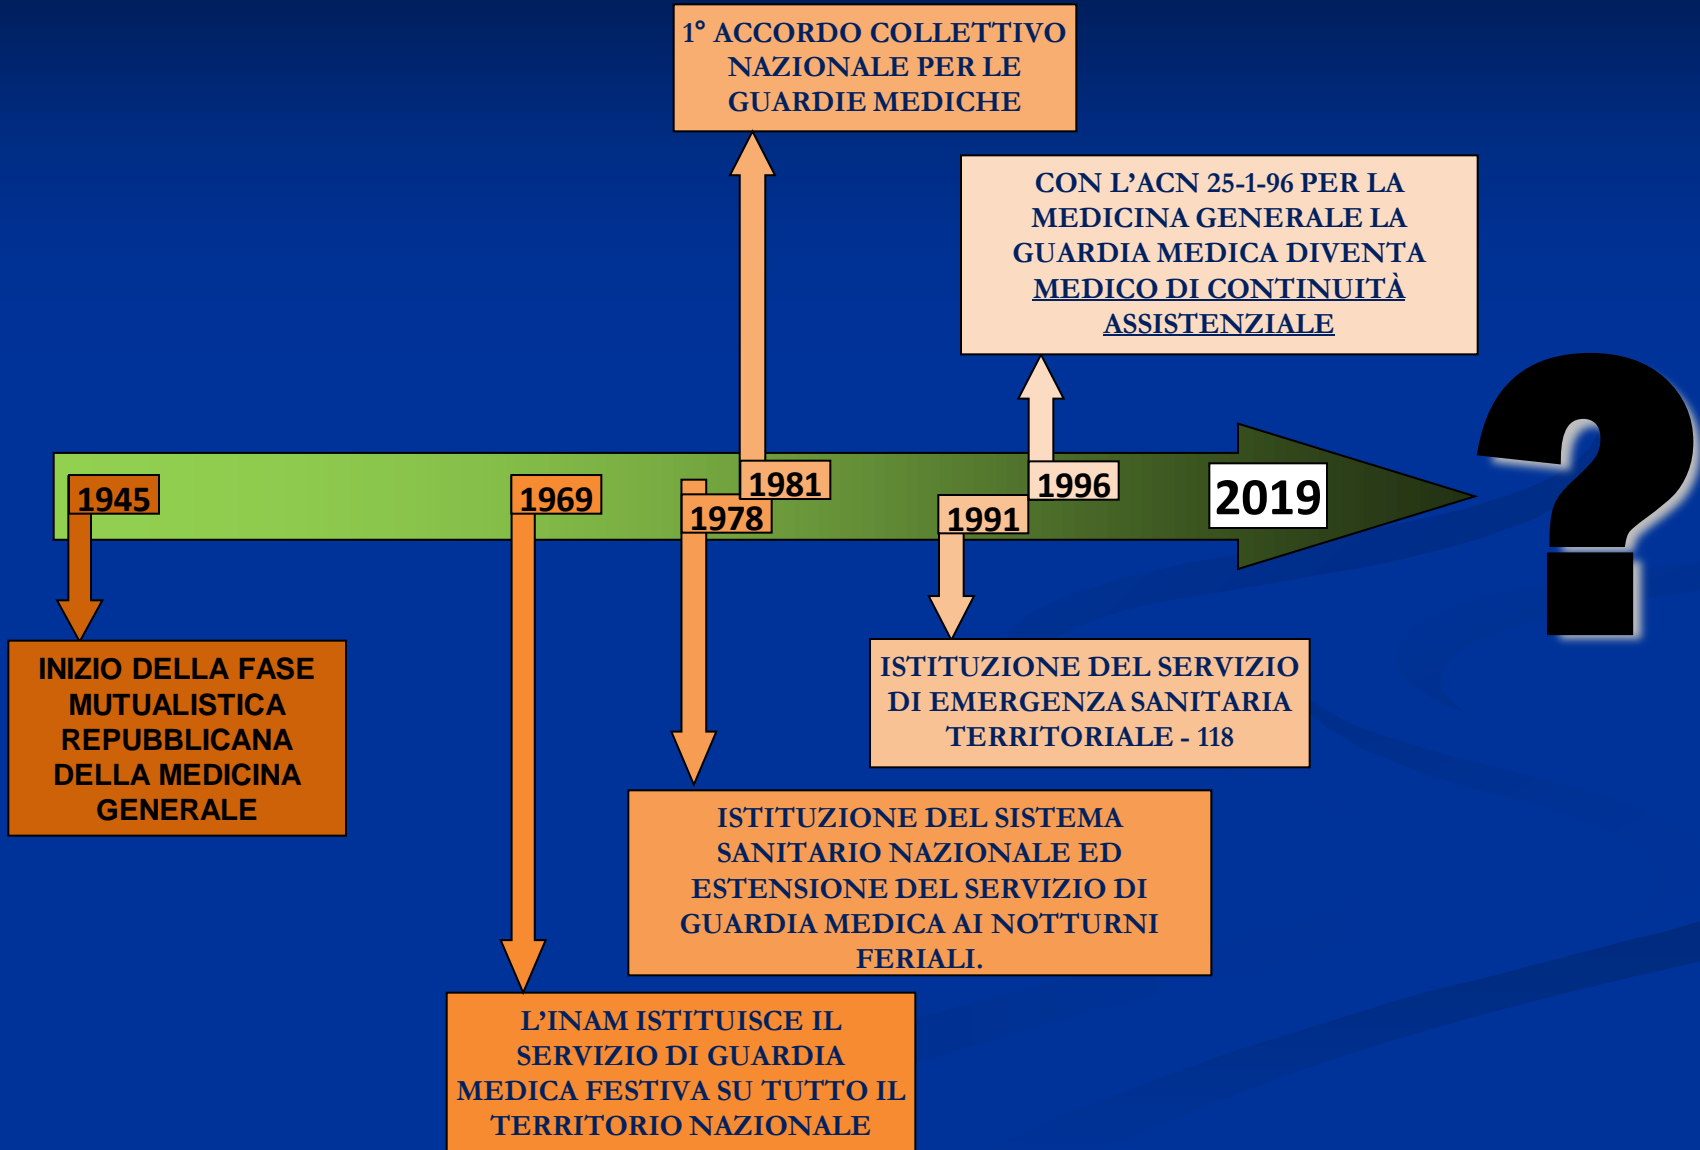 1° ACCORDO COLLETTIVO
NAZIONALE PER LE
GUARDIE MEDICHE
CON L'ACN 25-1-96 PER LA
MEDICINA GENERALE LA
GUARDIA MEDICA DIVENTA
MEDICO DI CONTINUITÀ
ASSISTENZIALE
1945
1969
1978
1981
1991
1996
2019
?
INIZIO DELLA FASE
MUTUALISTICA
REPUBBLICANA
DELLA MEDICINA
GENERALE
ISTITUZIONE DEL SERVIZIO
DI EMERGENZA SANITARIA
TERRITORIALE - 118
ISTITUZIONE DEL SISTEMA
SANITARIO NAZIONALE ED
ESTENSIONE DEL SERVIZIO DI
GUARDIA MEDICA AI NOTTURNI
FERIALI.
L'INAM ISTITUISCE IL
SERVIZIO DI GUARDIA
MEDICA FESTIVA SU TUTTO IL
TERRITORIO NAZIONALE